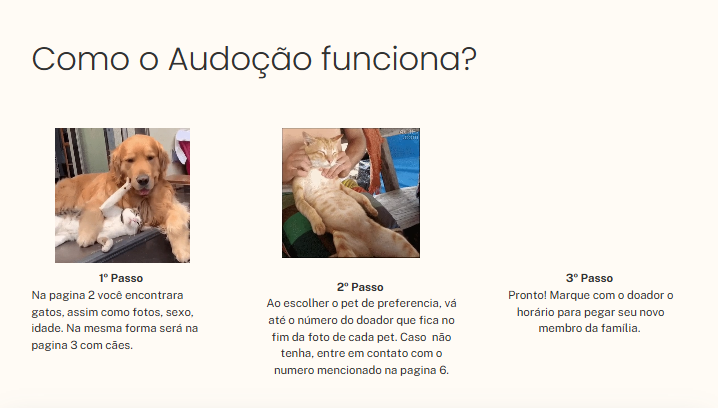 Como o Audoção funciona?
1º Passo
Na pagina 2 você encontrara
gatos, assim como fotos, sexo,
idade. Na mesma forma será na
pagina 3 com cães.
2º Passo
Ao escolher o pet de preferencia, vá
até o número do doador que fica no
fim da foto de cada pet. Caso  não
tenha, entre em contato com o
numero mencionado na pagina 6.
3º Passo
Pronto! Marque com o doador o
horário para pegar seu novo
membro da família.